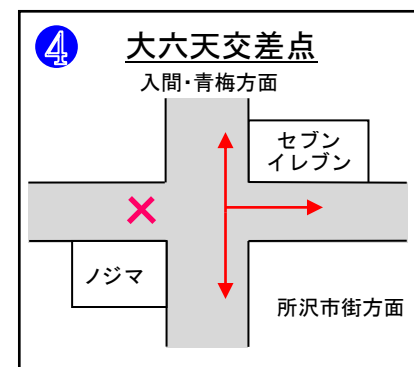 4
大六天交差点
入間・青梅方面
セブン
イレブン
ノジマ
所沢市街方面